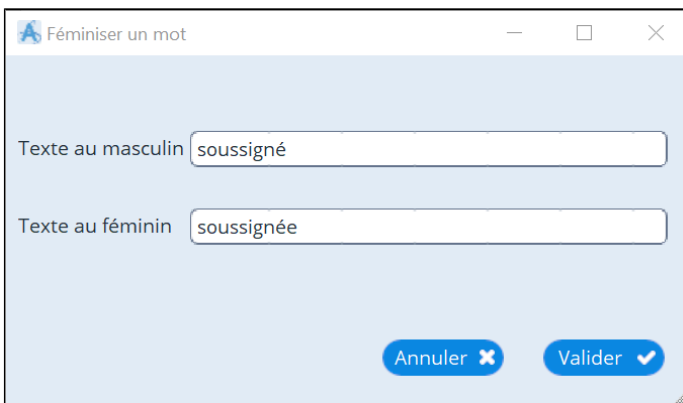 Féminiser un mot
Texte au masculin soussigné
Texte au féminin soussignée
Annuler Valider